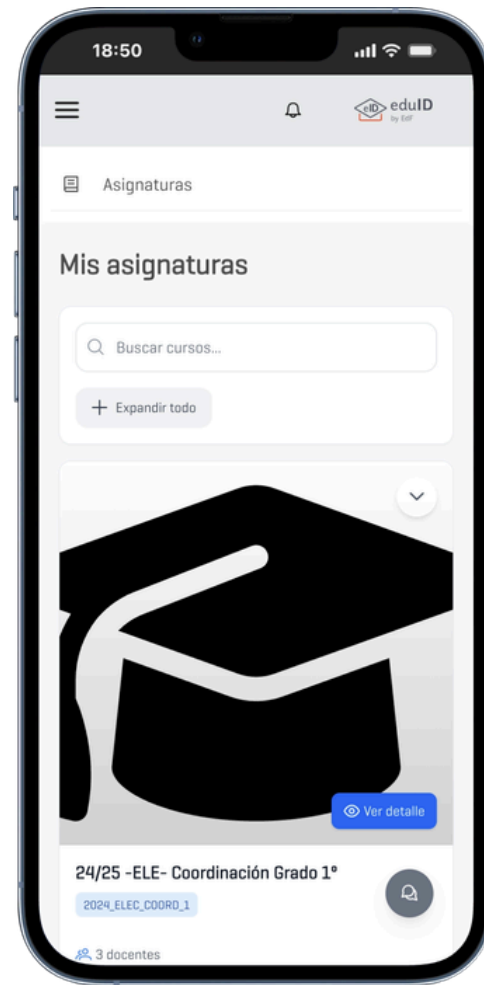 18:50
eID eduID
by EdF
Asignaturas
Mis asignaturas
Buscar cursos...
Expandir todo
Ver detalle
24/25 -ELE- Coordinación Grado 1º
2024_ELEC_COORD_1
3 docentes